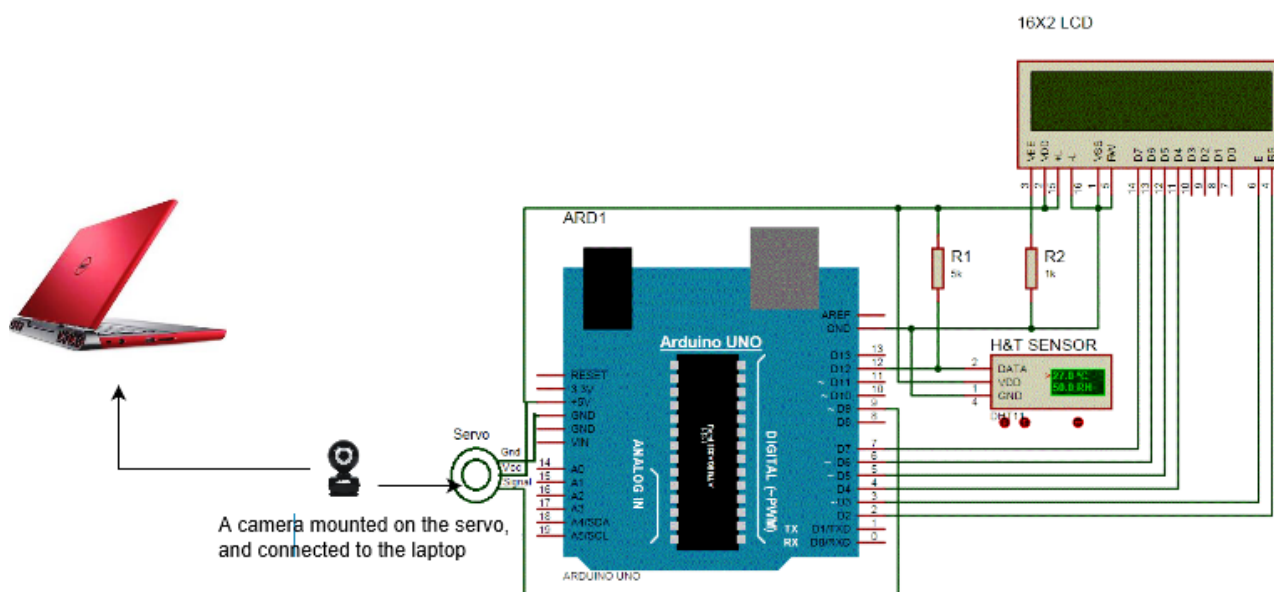 16X2 LCD
VEE
VDD
+L
-L
VSS
RW
D7
D6
D5
D4
D3
D2
D1
D0
E
RS
3
2
15
16
1
5
14
13
12
11
10
9
8
7
6
4
ARD1
R1
5k
R2
1k
Arduino UNO
AREF
GND
D13 13
D12 12
~ D11 11
~ D10 10
~ D9 9
D8 8
D7 7
~ D6 6
~ D5 5
D4 4
~ D3 3
D2 2
TX D1/TXD 1
RX D0/RXD 0
DIGITAL (~PWM)
H&T SENSOR
2 DATA
1 VDD
4 GND
>27.0 °C
50.0 RH
DHT11
RESET
3.3V
+5V
GND
GND
VIN
14 A0
15 A1
16 A2
17 A3
18 A4/SDA
19 A5/SCL
ANALOG IN
ARDUINO UNO
Servo
Gnd
Vcc
Signal
DELL
A camera mounted on the servo,
and connected to the laptop